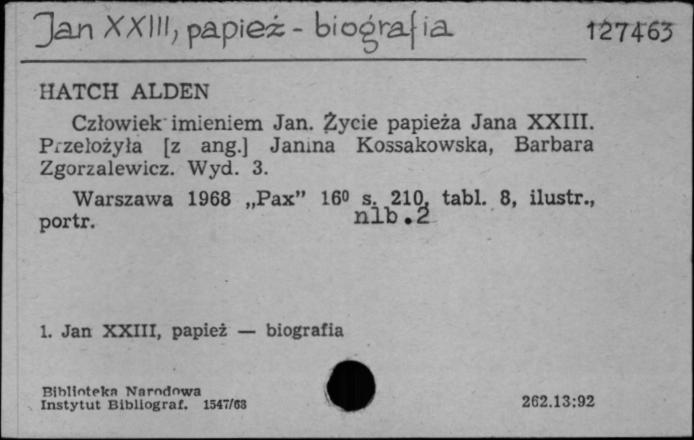 Jan XXIII, papież - biografia 127463
HATCH ALDEN
Człowiek imieniem Jan. Życie papieża Jana XXIII.
Przelożyła [z ang.] Janina Kossakowska, Barbara
Zgorzalewicz. Wyd. 3.
Warszawa 1968 „Pax” 16⁰ s. 210, tabl. 8, ilustr.,
portr. nlb.2
1. Jan XXIII, papież — biografia
Biblioteka Narodowa
Instytut Bibliograf. 1547/68 262.13:92